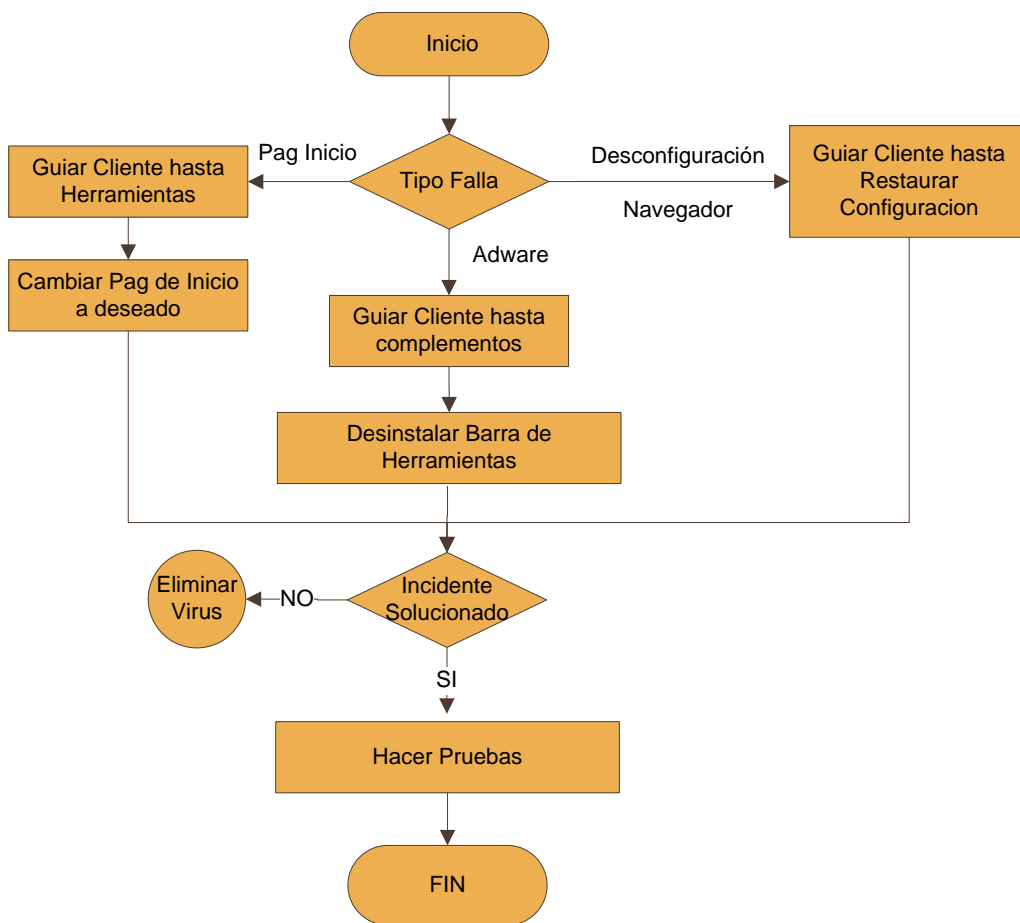 Inicio
Pag Inicio
Tipo Falla
Desconfiguración
Navegador
Guiar Cliente hasta
Herramientas
Guiar Cliente hasta
Restaurar
Configuracion
Adware
Cambiar Pag de Inicio
a deseado
Guiar Cliente hasta
complementos
Desinstalar Barra de
Herramientas
Incidente
Solucionado
NO
Eliminar
Virus
SI
Hacer Pruebas
FIN